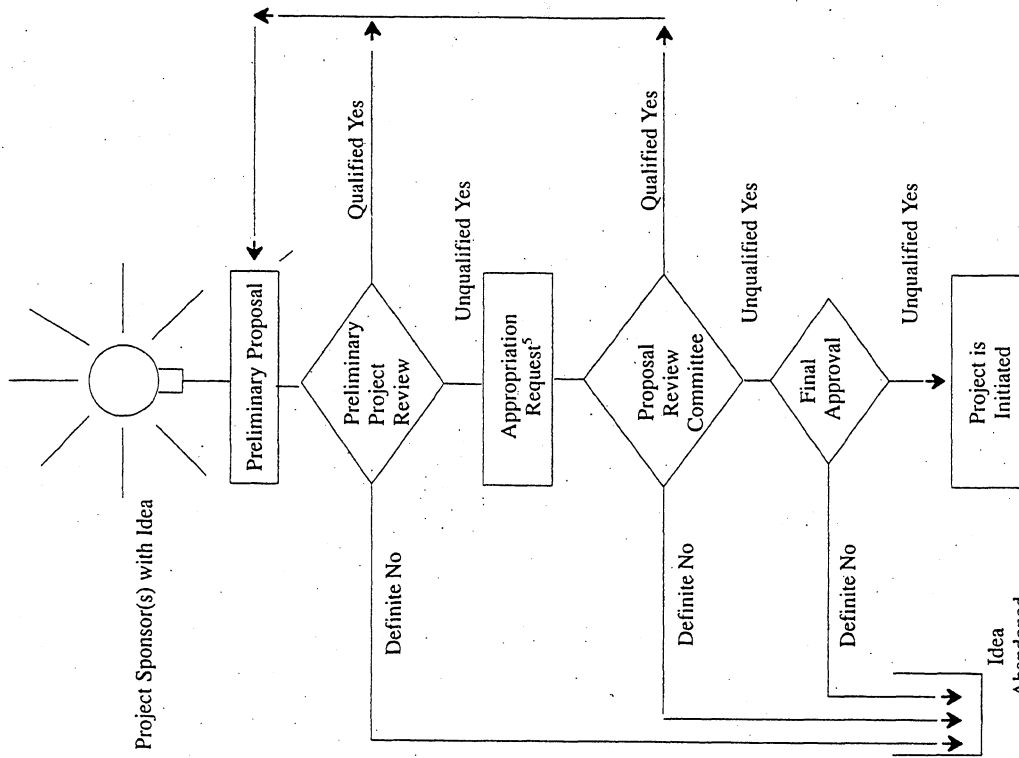 Project Sponsor(s) with Idea
Preliminary Proposal
Preliminary
Project
Review
Qualified Yes
Definite No
Unqualified Yes
Appropriation
Request⁵
Proposal
Review
Committee
Qualified Yes
Definite No
Unqualified Yes
Final
Approval
Definite No
Unqualified Yes
Project is
Initiated
Idea
Abandoned